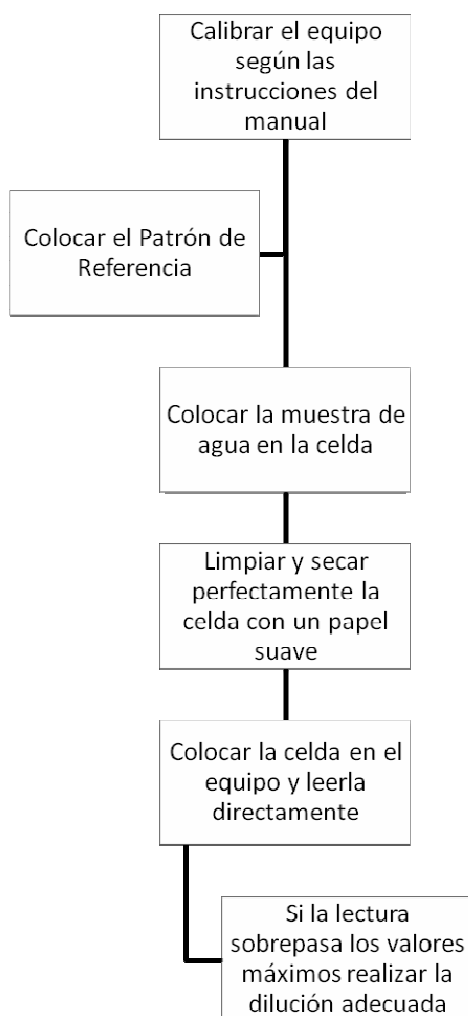 Calibrar el equipo
según las
instrucciones del
manual
Colocar el Patrón de
Referencia
Colocar la muestra de
agua en la celda
Limpiar y secar
perfectamente la
celda con un papel
suave
Colocar la celda en el
equipo y leerla
directamente
Si la lectura
sobrepasa los valores
máximos realizar la
dilución adecuada